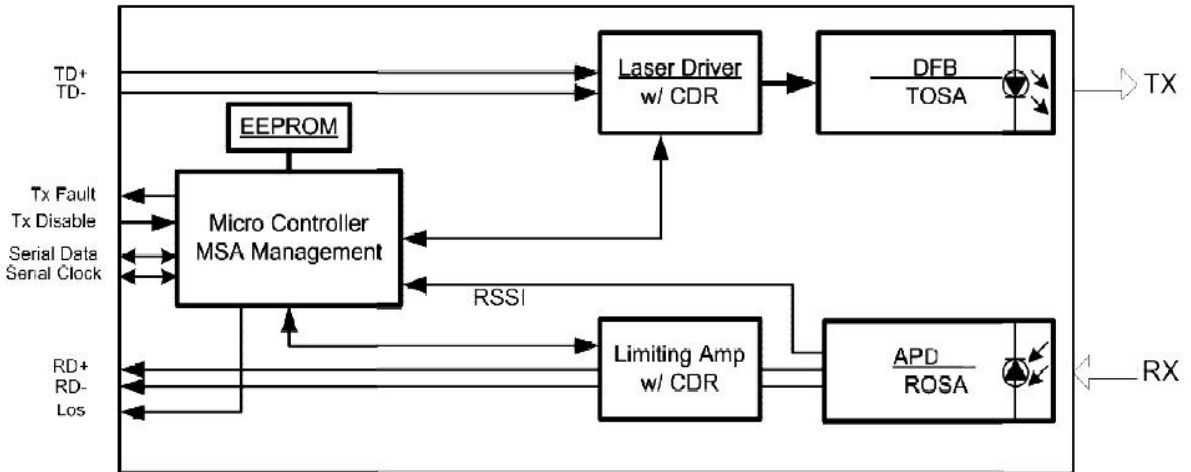 TD+
TD-
Laser Driver
w/ CDR
DFB
TOSA
TX
EEPROM
Tx Fault
Tx Disable
Serial Data
Serial Clock
Micro Controller
MSA Management
RSSI
RD+
RD-
Los
Limiting Amp
w/ CDR
APD
ROSA
RX